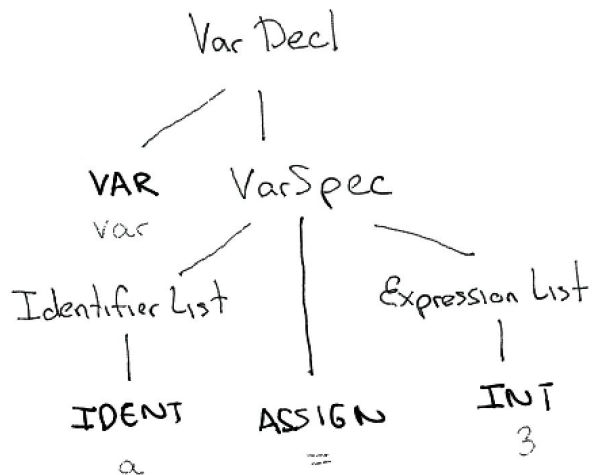 Var Decl
VAR VarSpec
var
Identifier List Expression List
IDENT ASSIGN INT
a = 3